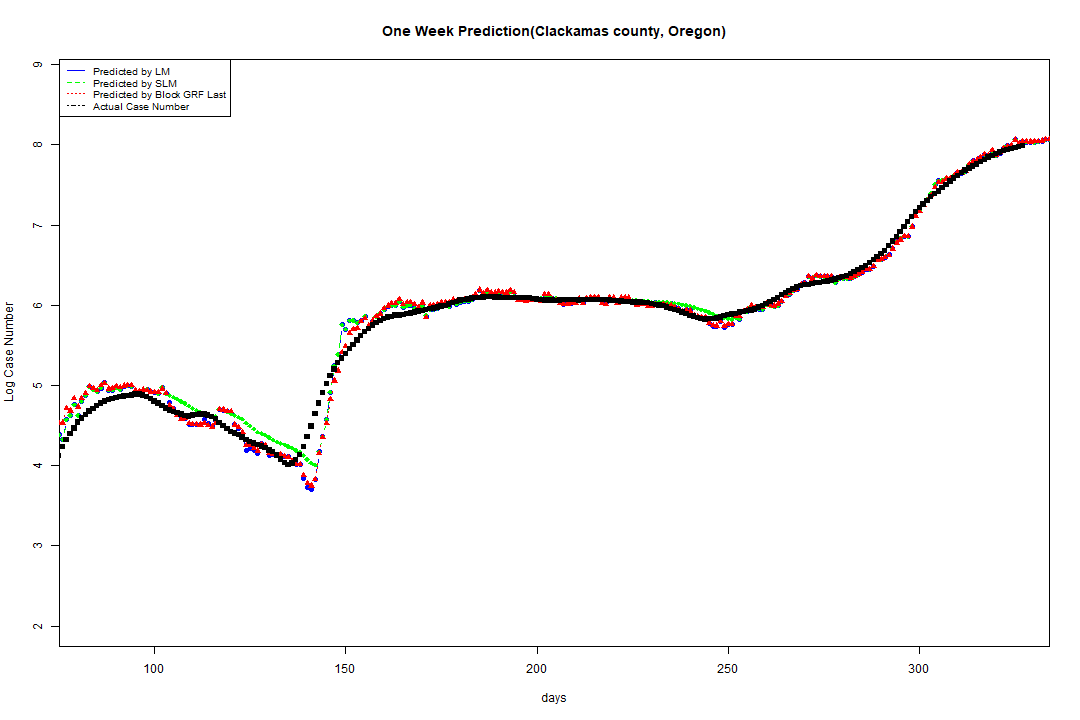 One Week Prediction(Clackamas county, Oregon)
Predicted by LM
Predicted by SLM
Predicted by Block GRF Last
Actual Case Number
Log Case Number
9
8
7
6
5
4
3
2
100 150 200 250 300
days